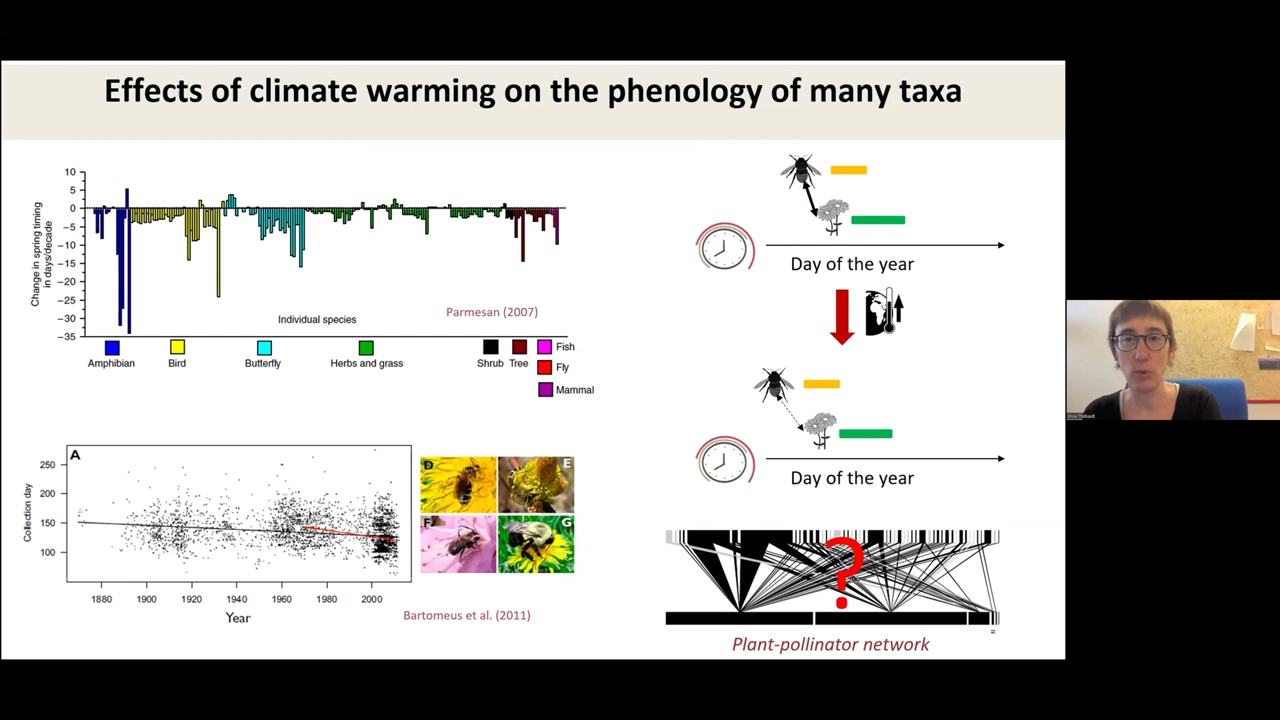 Effects of climate warming on the phenology of many taxa
Change in spring timing
in days/decade
10
5
0
−5
−10
−15
−20
−25
−30
−35
Parmesan (2007)
Individual species
Amphibian
Bird
Butterfly
Herbs and grass
Shrub
Tree
Fish
Fly
Mammal
A
Collection day
250
200
150
100
1880
1900
1920
1940
1960
1980
2000
Year
D
E
F
G
Bartomeus et al. (2011)
Day of the year
Day of the year
?
Plant-pollinator network
Elisa Thébault